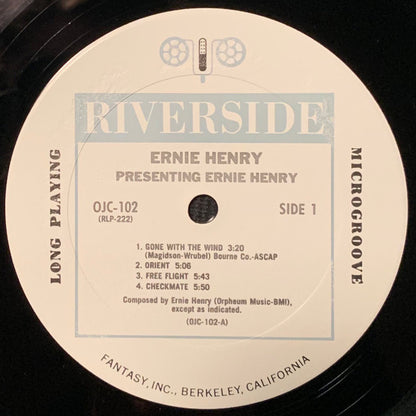 RIVERSIDE
ERNIE HENRY
PRESENTING ERNIE HENRY
OJC-102
(RLP-222)
SIDE 1
LONG PLAYING
MICROGROOVE
1. GONE WITH THE WIND 3:20
(Magidson-Wrubel) Bourne Co.-ASCAP
2. ORIENT 5:06
3. FREE FLIGHT 5:43
4. CHECKMATE 5:50
Composed by Ernie Henry (Orpheum Music-BMI),
except as indicated.
(OJC-102-A)
FANTASY, INC., BERKELEY, CALIFORNIA